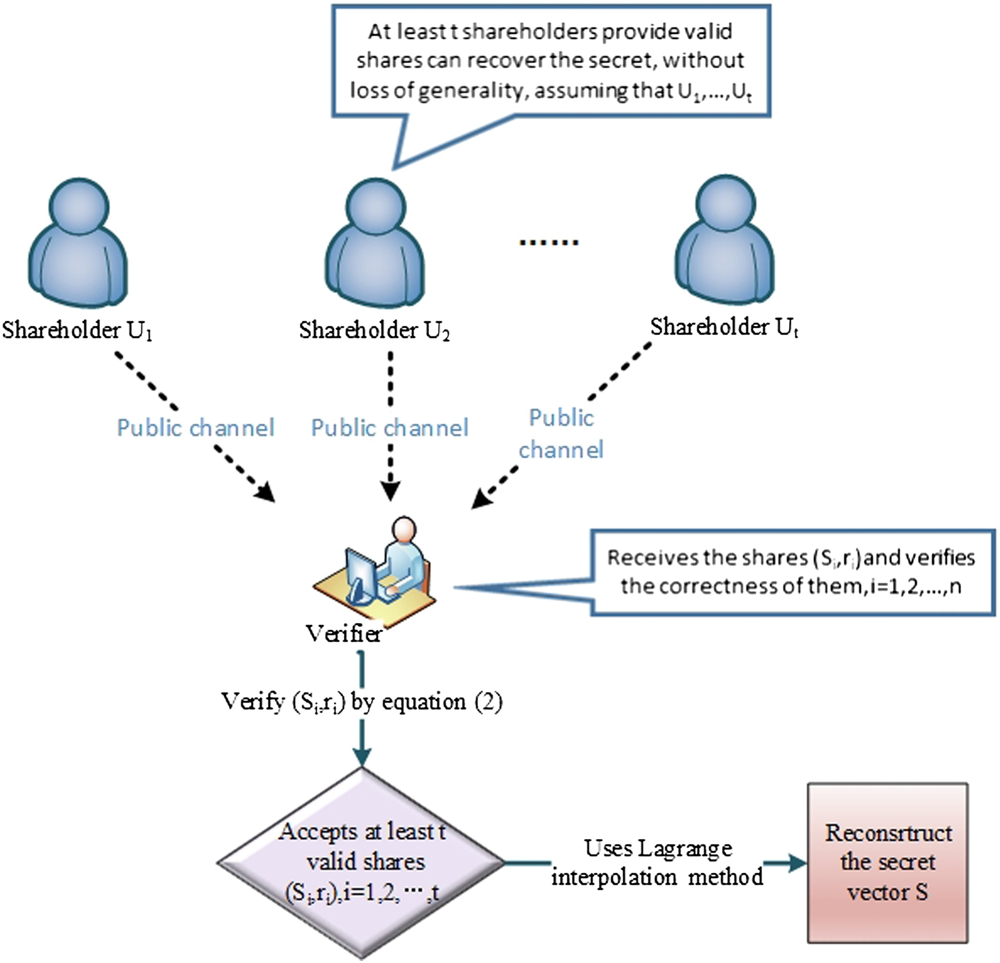 At least t shareholders provide valid
shares can recover the secret, without
loss of generality, assuming that U₁,...,Uₜ
......
Shareholder U₁
Shareholder U₂
Shareholder Uₜ
Public channel
Public channel
Public
channel
Receives the shares (Sᵢ,rᵢ)and verifies
the correctness of them,i=1,2,...,n
Verifier
Verify (Sᵢ,rᵢ) by equation (2)
Accepts at least t
valid shares
(Sᵢ,rᵢ),i=1,2,⋯,t
Uses Lagrange
interpolation method
Reconsrtruct
the secret
vector S